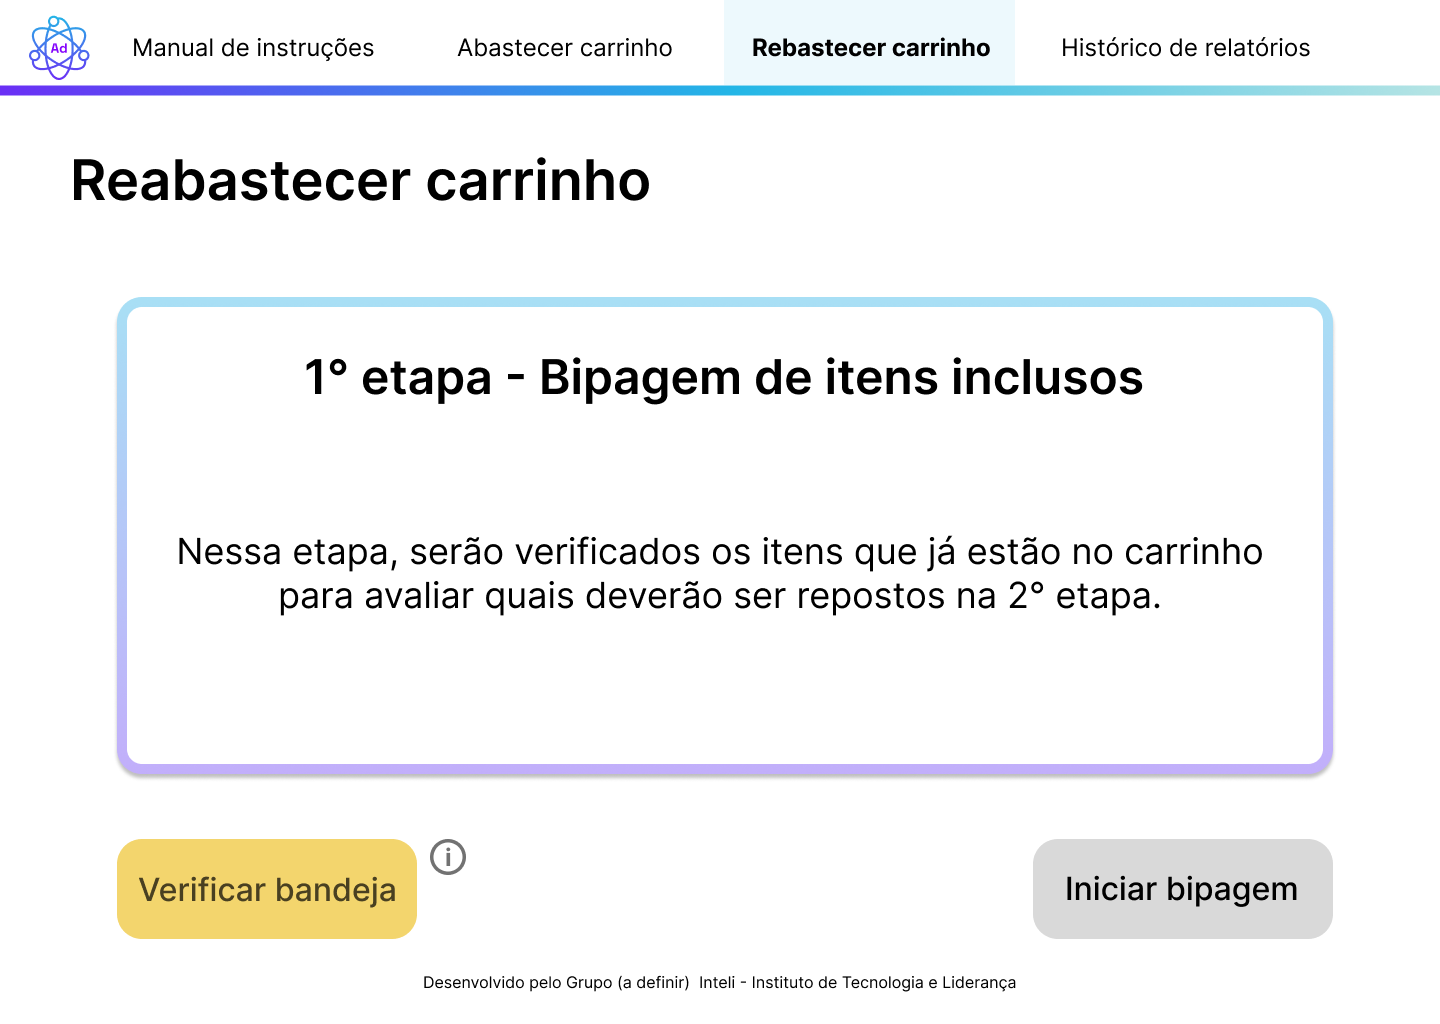 Ad
Manual de instruções
Abastecer carrinho
Rebastecer carrinho
Histórico de relatórios
Reabastecer carrinho
1° etapa - Bipagem de itens inclusos
Nessa etapa, serão verificados os itens que já estão no carrinho
para avaliar quais deverão ser repostos na 2° etapa.
Verificar bandeja
i
Iniciar bipagem
Desenvolvido pelo Grupo (a definir)  Inteli - Instituto de Tecnologia e Liderança